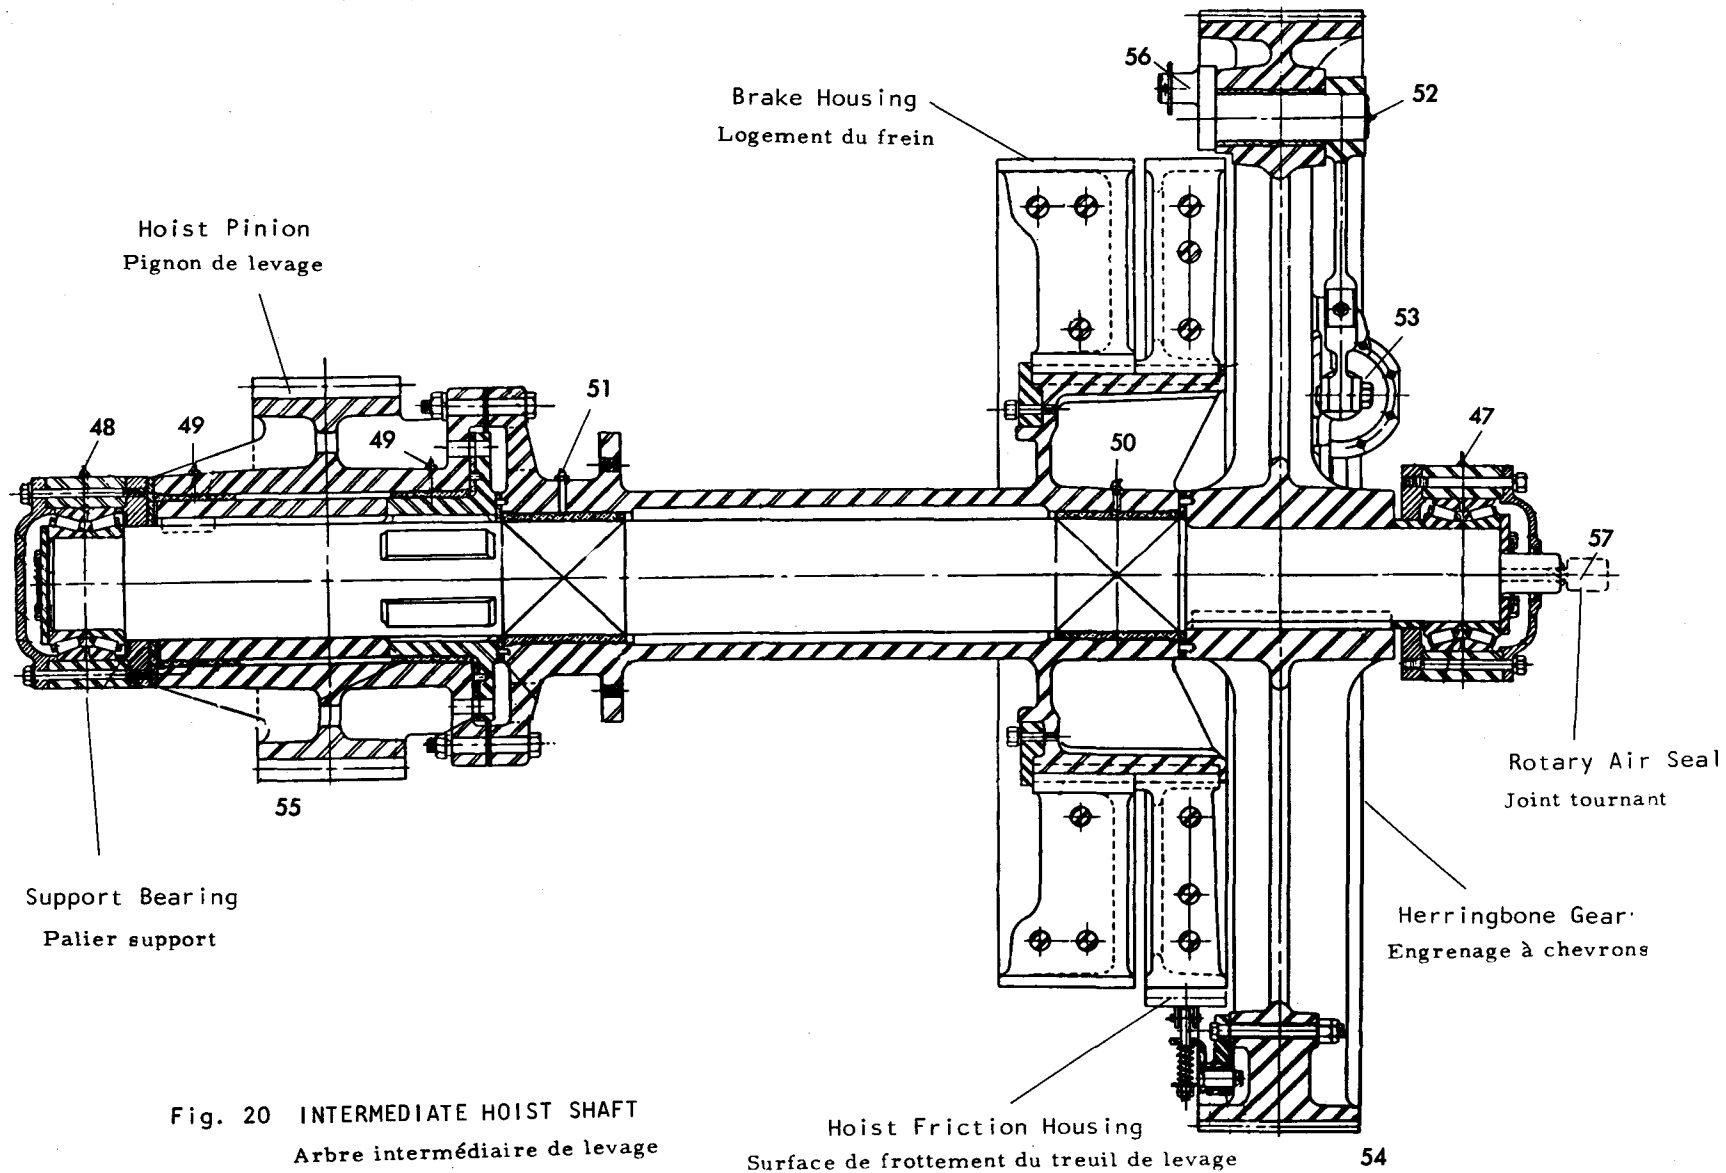 56
52
Brake Housing
Logement du frein
Hoist Pinion
Pignon de levage
53
51
48
49
49
50
47
57
Rotary Air Seal
Joint tournant
55
Support Bearing
Palier support
Herringbone Gear
Engrenage à chevrons
Fig. 20 INTERMEDIATE HOIST SHAFT
Arbre intermédiaire de levage
Hoist Friction Housing
Surface de frottement du treuil de levage
54